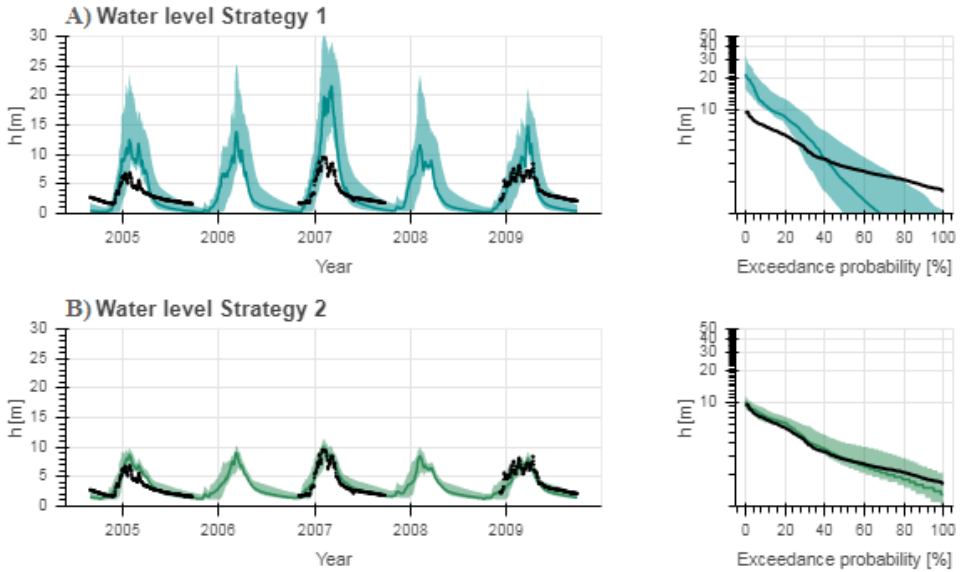 A) Water level Strategy 1
30
25
20
15
10
5
0
h [m]
2005 2006 2007 2008 2009
Year
50
40
30
20
10
h [m]
0 20 40 60 80 100
Exceedance probability [%]
B) Water level Strategy 2
30
25
20
15
10
5
0
h [m]
2005 2006 2007 2008 2009
Year
50
40
30
20
10
h [m]
0 20 40 60 80 100
Exceedance probability [%]